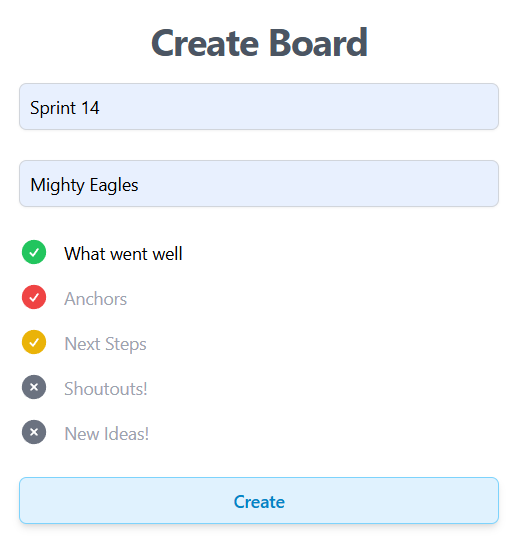 Create Board
Sprint 14
Mighty Eagles
What went well
Anchors
Next Steps
Shoutouts!
New Ideas!
Create